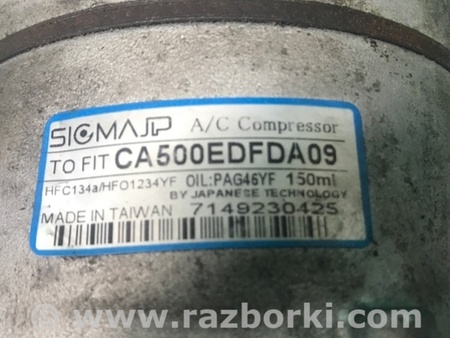 SIGMAJP A/C Compressor
TO FIT CA500EDFDA09
HFC134a/HFO1234YF OIL:PAG46YF 150ml
BY JAPANESE TECHNOLOGY
MADE IN TAIWAN 7149230425
© www.razborki.com